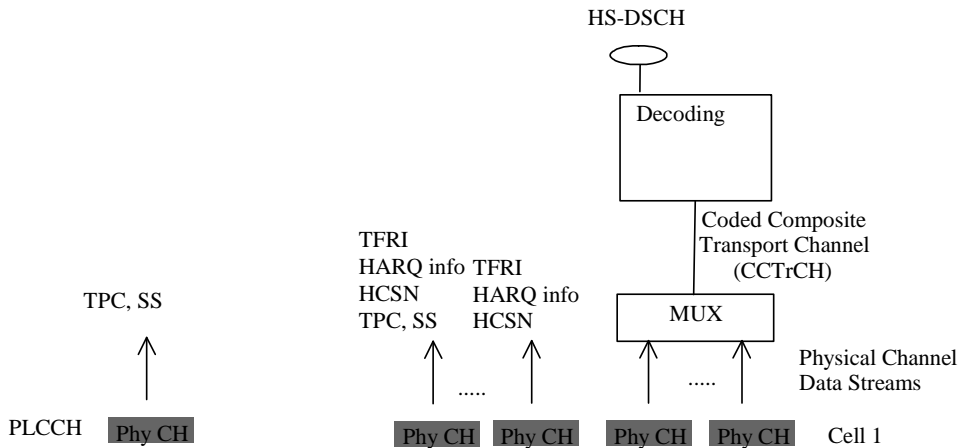 HS-DSCH
Decoding
Coded Composite
Transport Channel
(CCTrCH)
TFRI
HARQ info
HCSN
TPC, SS
TFRI
HARQ info
HCSN
TPC, SS
MUX
Physical Channel
Data Streams
.....
.....
PLCCH
Phy CH
Phy CH
Phy CH
Phy CH
Phy CH
Cell 1